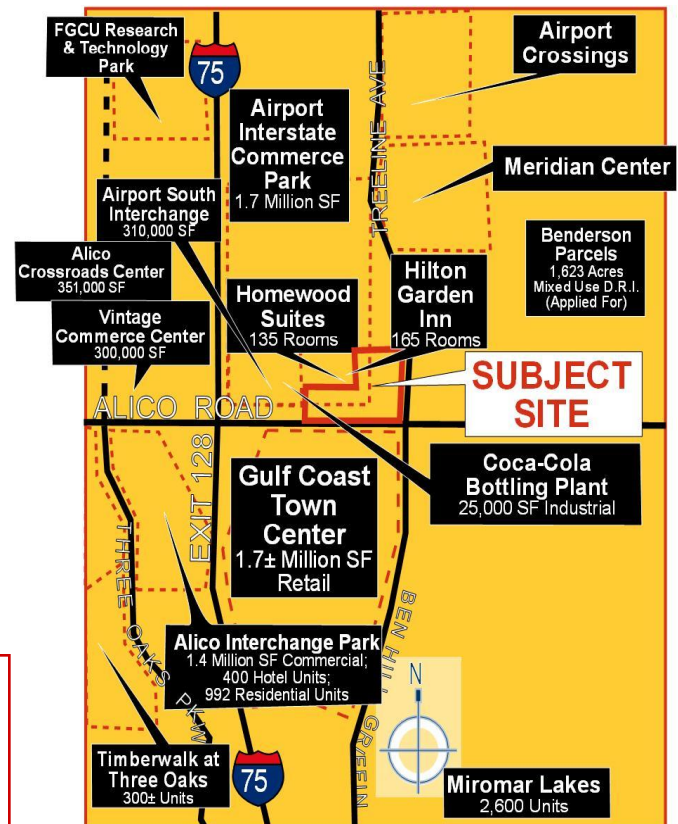 FGCU Research
& Technology
Park
75
Airport
Crossings
TREELINE AVE
Airport
Interstate
Commerce
Park
1.7 Million SF
Meridian Center
Airport South
Interchange
310,000 SF
Benderson
Parcels
1,623 Acres
Mixed Use D.R.I.
(Applied For)
Alico
Crossroads Center
351,000 SF
Homewood
Suites
135 Rooms
Hilton
Garden
Inn
165 Rooms
Vintage
Commerce Center
300,000 SF
SUBJECT
SITE
ALICO ROAD
EXIT 128
Gulf Coast
Town
Center
1.7± Million SF
Retail
Coca-Cola
Bottling Plant
25,000 SF Industrial
THREE OAKS PKW
BEN HILL GRIFFIN
Alico Interchange Park
1.4 Million SF Commercial;
400 Hotel Units;
992 Residential Units
N
Timberwalk at
Three Oaks
300± Units
75
Miromar Lakes
2,600 Units